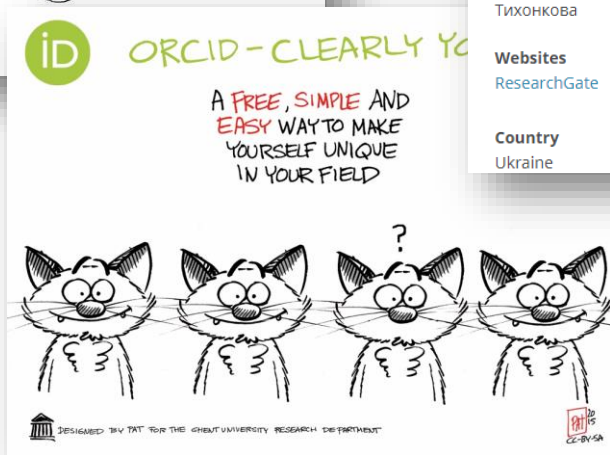 Тихонкова
Websites
ResearchGate
Country
Ukraine
iD
ORCID - CLEARLY YO
A FREE, SIMPLE AND
EASY WAY TO MAKE
YOURSELF UNIQUE
IN YOUR FIELD
?
DESIGNED BY PAT FOR THE GHENT UNIVERSITY RESEARCH DEPARTMENT
PAT 2015
CC-BY-SA